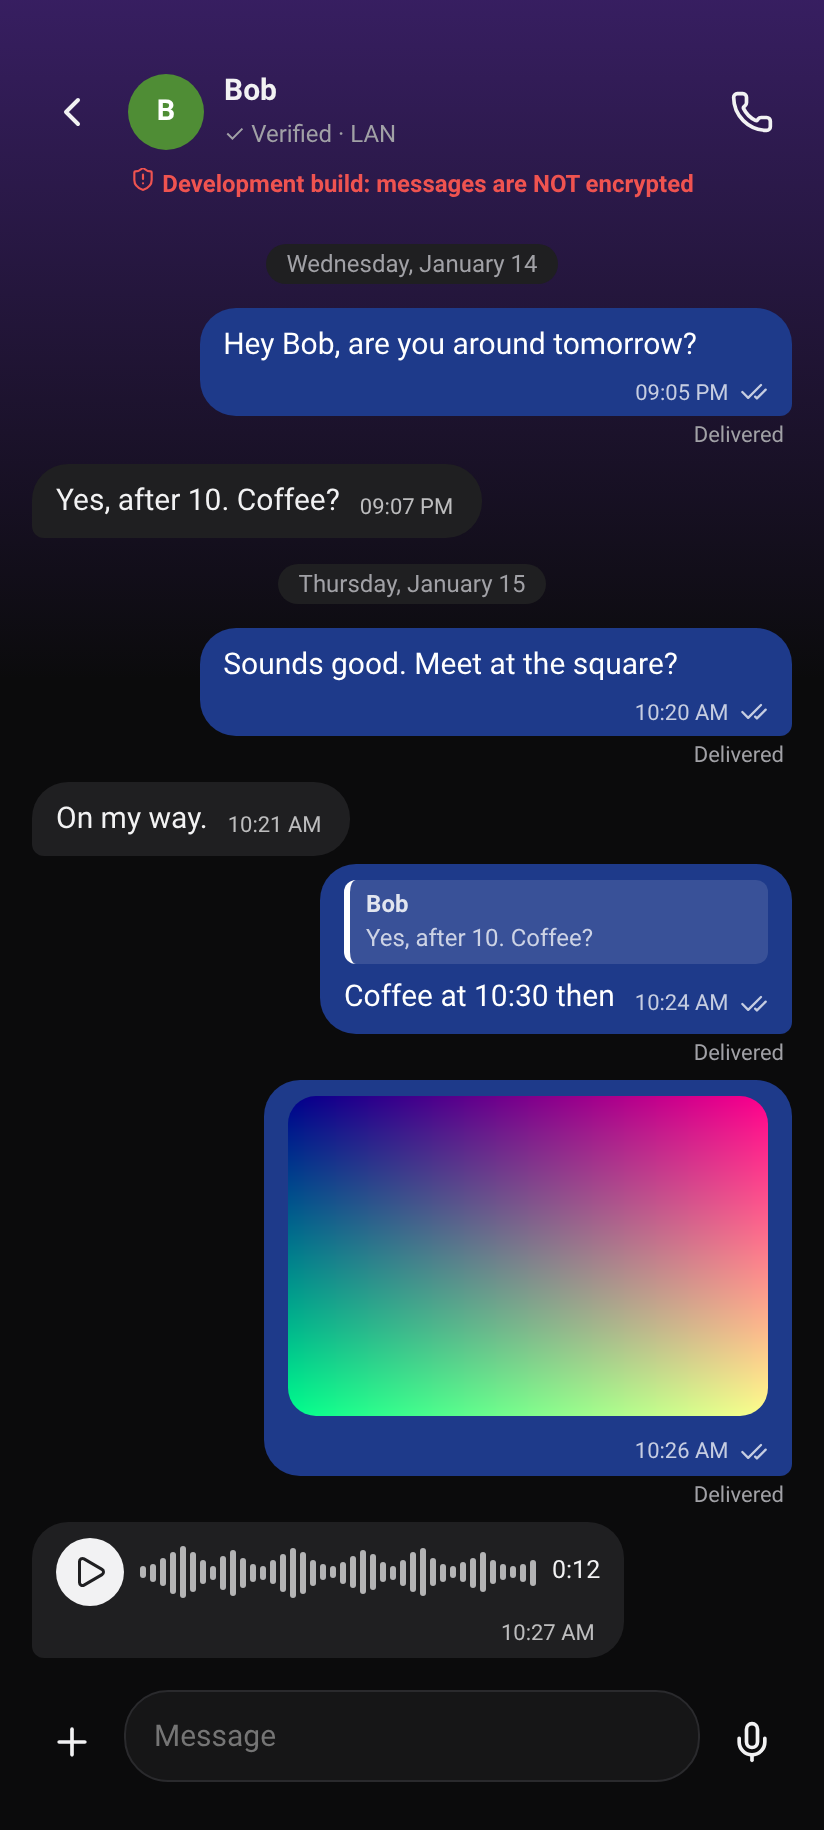 B
Bob
Verified · LAN
Development build: messages are NOT encrypted
Wednesday, January 14
Hey Bob, are you around tomorrow?
09:05 PM
Delivered
Yes, after 10. Coffee? 09:07 PM
Thursday, January 15
Sounds good. Meet at the square?
10:20 AM
Delivered
On my way. 10:21 AM
Bob
Yes, after 10. Coffee?
Coffee at 10:30 then 10:24 AM
Delivered
10:26 AM
Delivered
0:12
10:27 AM
Message